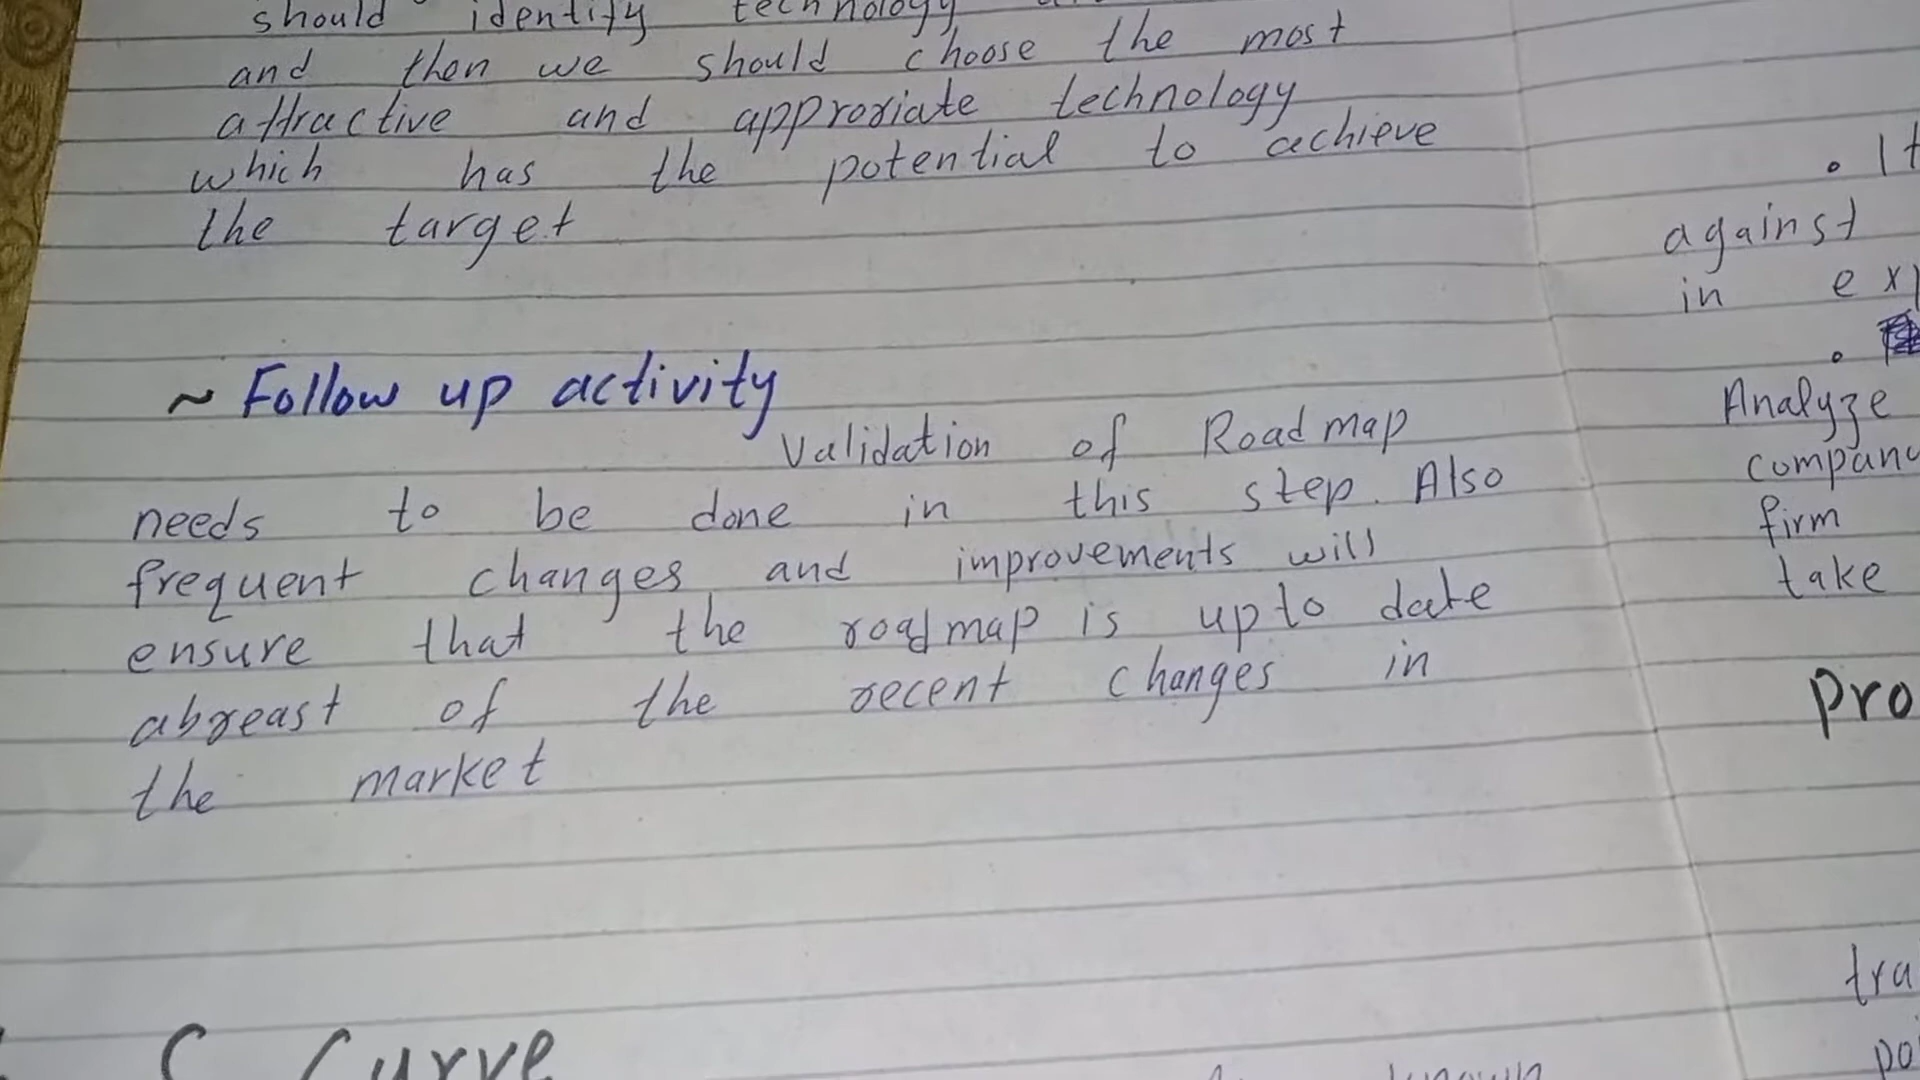 should identify technology
and then we should choose the most
attractive and approriate technology
which has the potential to achieve
the target
~ Follow up activity
Validation of Roadmap
needs to be done in this step. Also
frequent changes and improvements will
ensure that the roadmap is upto date
abreast of the recent changes in
the market
S Curve
known
. It
against
in
Analyze
firm
take